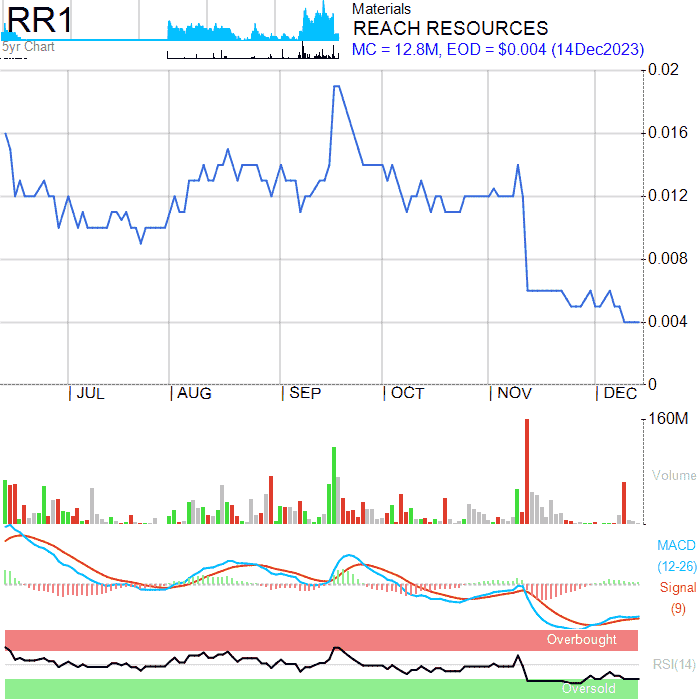 RR1
5yr Chart
Materials
REACH RESOURCES
MC = 12.8M, EOD = $0.004 (14Dec2023)
0.02
0.016
0.012
0.008
0.004
0
JUL AUG SEP OCT NOV DEC
160M
Volume
MACD
(12-26)
Signal
(9)
Overbought
RSI(14)
Oversold